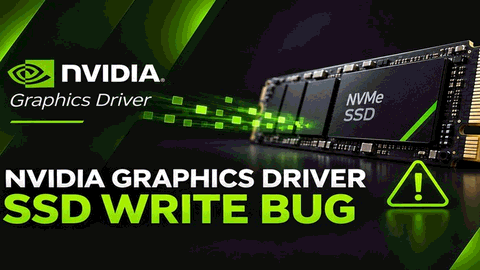 NVIDIA.
Graphics Driver
NVMe
SSD
NVIDIA GRAPHICS DRIVER
SSD WRITE BUG